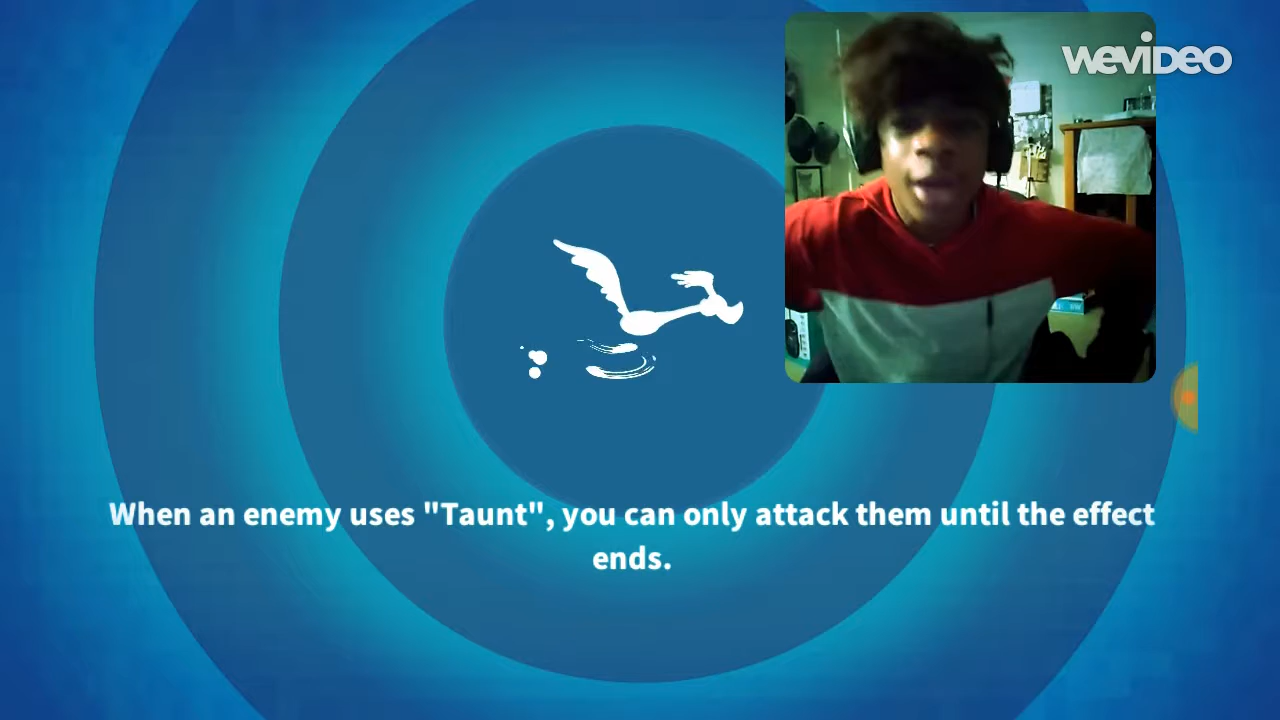 WEVIDEO
When an enemy uses "Taunt", you can only attack them until the effect
ends.